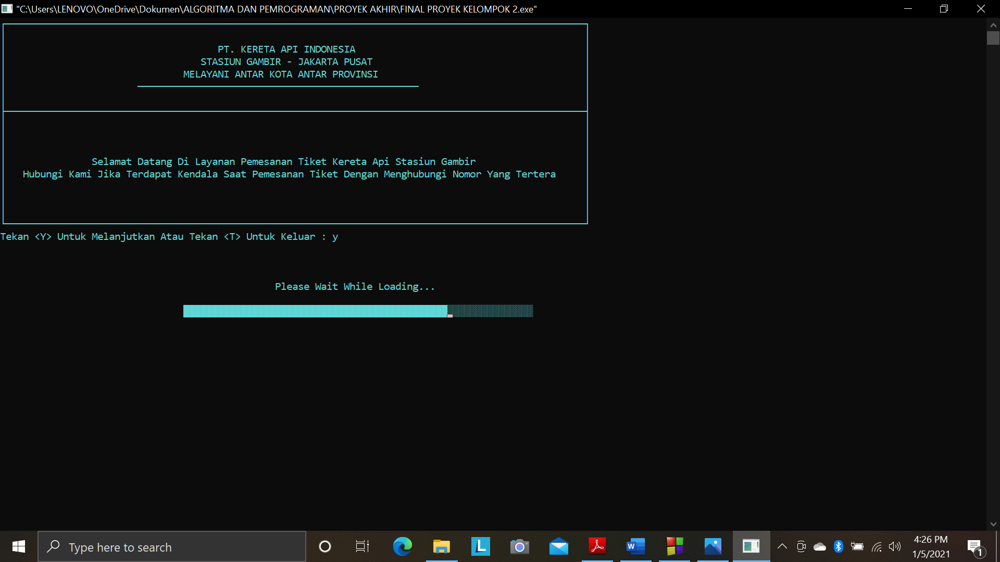 "C:\Users\LENOVO\OneDrive\Dokumen\ALGORITMA DAN PEMROGRAMAN\PROYEK AKHIR\FINAL PROYEK KELOMPOK 2.exe"
PT. KERETA API INDONESIA
STASIUN GAMBIR - JAKARTA PUSAT
MELAYANI ANTAR KOTA ANTAR PROVINSI
Selamat Datang Di Layanan Pemesanan Tiket Kereta Api Stasiun Gambir
Hubungi Kami Jika Terdapat Kendala Saat Pemesanan Tiket Dengan Menghubungi Nomor Yang Tertera
Tekan <Y> Untuk Melanjutkan Atau Tekan <T> Untuk Keluar : y
Please Wait While Loading...
Type here to search
L
W
4:26 PM
1/5/2021
1